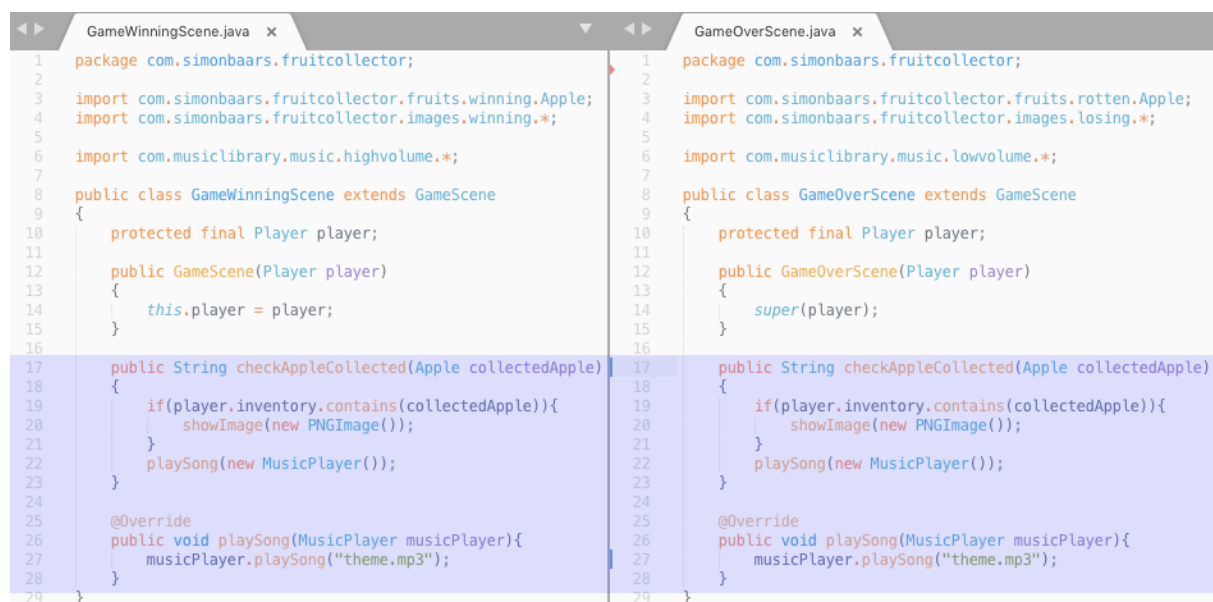 GameWinningScene.java ×
1 package com.simonbaars.fruitcollector;
2
3 import com.simonbaars.fruitcollector.fruits.winning.Apple;
4 import com.simonbaars.fruitcollector.images.winning.*;
5
6 import com.musiclibrary.music.highvolume.*;
7
8 public class GameWinningScene extends GameScene
9 {
10 protected final Player player;
11
12 public GameScene(Player player)
13 {
14 this.player = player;
15 }
16
17 public String checkAppleCollected(Apple collectedApple)
18 {
19 if(player.inventory.contains(collectedApple)){
20 showImage(new PNGImage());
21 }
22 playSong(new MusicPlayer());
23 }
24
25 @Override
26 public void playSong(MusicPlayer musicPlayer){
27 musicPlayer.playSong("theme.mp3");
28 }
29 }
GameOverScene.java ×
1 package com.simonbaars.fruitcollector;
2
3 import com.simonbaars.fruitcollector.fruits.rotten.Apple;
4 import com.simonbaars.fruitcollector.images.losing.*;
5
6 import com.musiclibrary.music.lowvolume.*;
7
8 public class GameOverScene extends GameScene
9 {
10 protected final Player player;
11
12 public GameOverScene(Player player)
13 {
14 super(player);
15 }
16
17 public String checkAppleCollected(Apple collectedApple)
18 {
19 if(player.inventory.contains(collectedApple)){
20 showImage(new PNGImage());
21 }
22 playSong(new MusicPlayer());
23 }
24
25 @Override
26 public void playSong(MusicPlayer musicPlayer){
27 musicPlayer.playSong("theme.mp3");
28 }
29 }